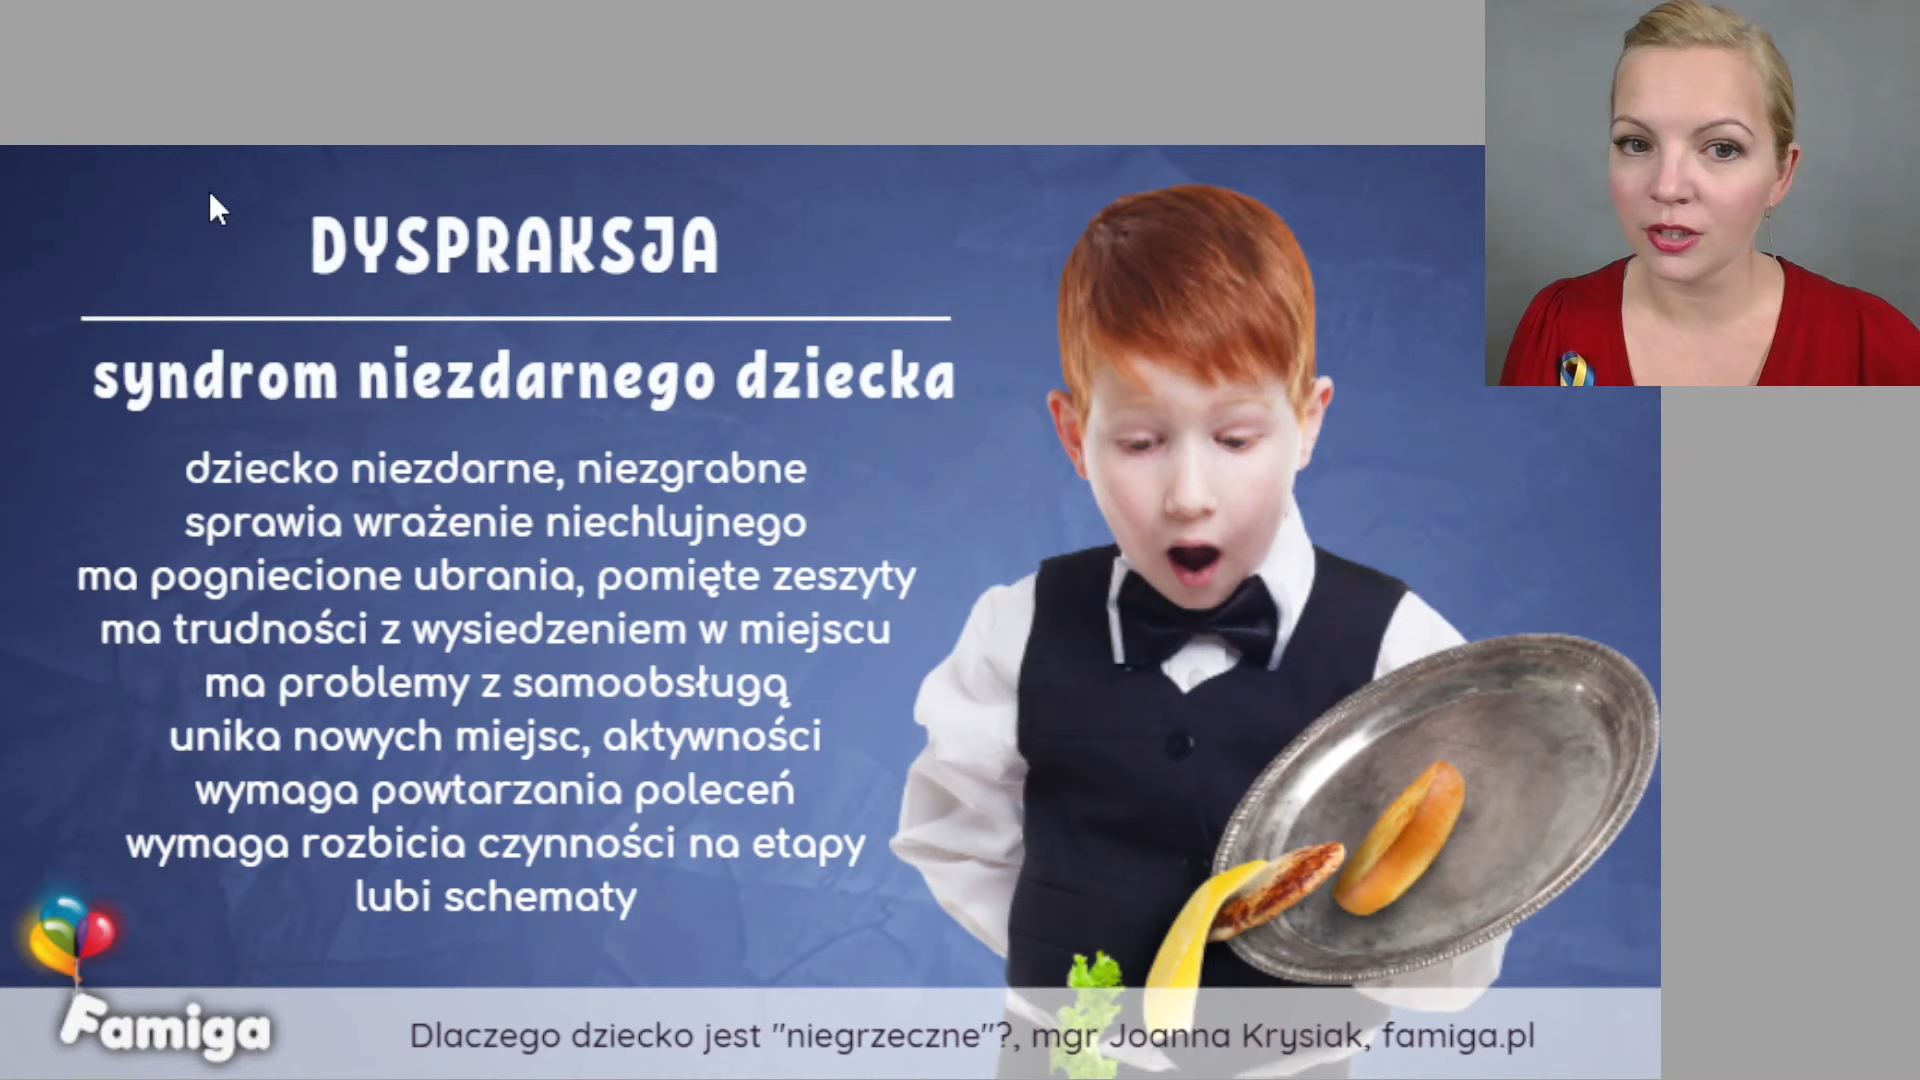 DYSPRAKSJA
syndrom niezdarnego dziecka
dziecko niezdarne, niezgrabne
sprawia wrażenie niechlujnego
ma pogniecione ubrania, pomięte zeszyty
ma trudności z wysiedzeniem w miejscu
ma problemy z samoobsługą
unika nowych miejsc, aktywności
wymaga powtarzania poleceń
wymaga rozbicia czynności na etapy
lubi schematy
Famiga
Dlaczego dziecko jest "niegrzeczne"?, mgr Joanna Krysiak, famiga.pl